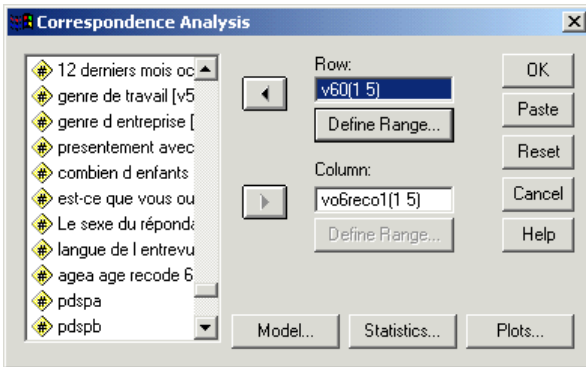 Correspondence Analysis
12 derniers mois oc
genre de travail [v5
genre d entreprise [
presentement avec
combien d enfants
est-ce que vous ou
Le sexe du réponda
langue de l entrevu
agea age recode 6
pdspa
pdspb
Row:
v60(1 5)
Define Range...
Column:
vo6reco1(1 5)
Define Range...
OK
Paste
Reset
Cancel
Help
Model...
Statistics...
Plots...